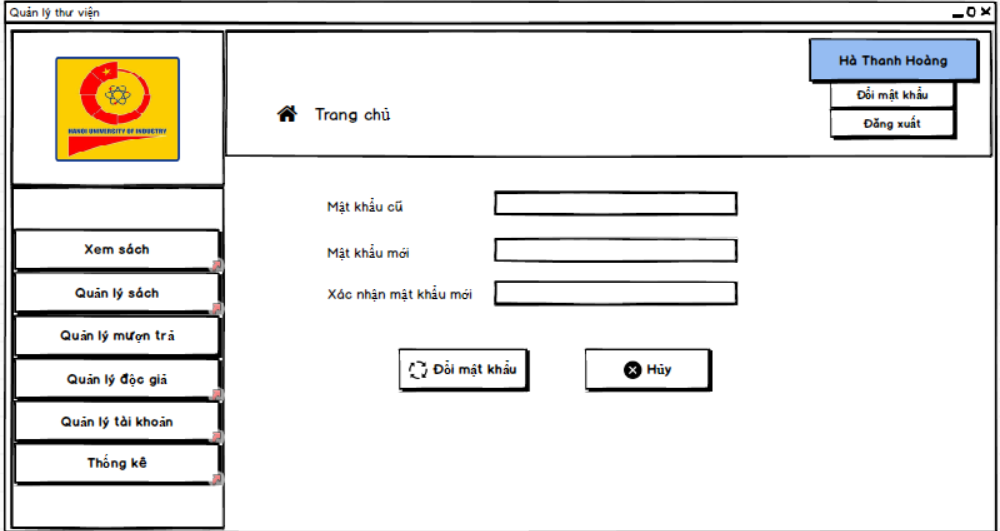 Quản lý thư viện
HANOI UNIVERSITY OF INDUSTRY
Trang chủ
Hà Thanh Hoàng
Đổi mật khẩu
Đăng xuất
Xem sách
Quản lý sách
Quản lý mượn trả
Quản lý độc giả
Quản lý tài khoản
Thống kê
Mật khẩu cũ
Mật khẩu mới
Xác nhận mật khẩu mới
Đổi mật khẩu
Hủy